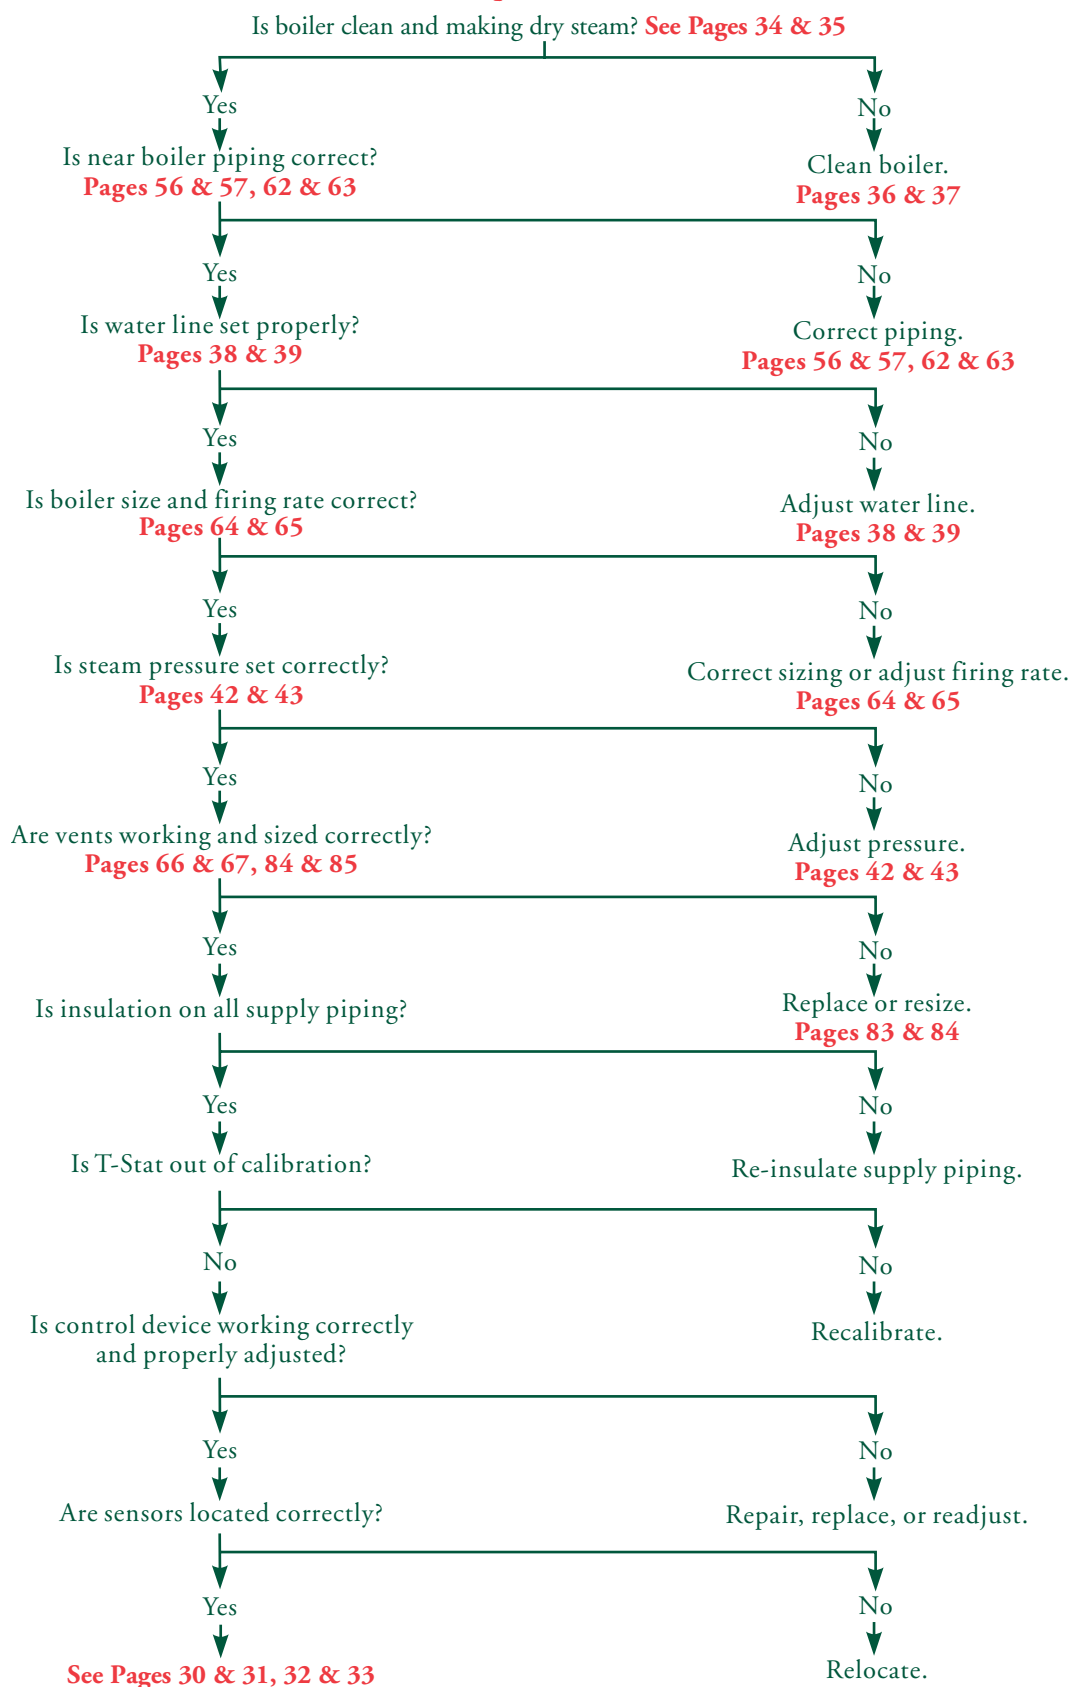 Is boiler clean and making dry steam? See Pages 34 & 35
Yes
No
Is near boiler piping correct?
Pages 56 & 57, 62 & 63
Clean boiler.
Pages 36 & 37
Yes
No
Is water line set properly?
Pages 38 & 39
Correct piping.
Pages 56 & 57, 62 & 63
Yes
No
Is boiler size and firing rate correct?
Pages 64 & 65
Adjust water line.
Pages 38 & 39
Yes
No
Is steam pressure set correctly?
Pages 42 & 43
Correct sizing or adjust firing rate.
Pages 64 & 65
Yes
No
Are vents working and sized correctly?
Pages 66 & 67, 84 & 85
Adjust pressure.
Pages 42 & 43
Yes
No
Is insulation on all supply piping?
Replace or resize.
Pages 83 & 84
Yes
No
Is T-Stat out of calibration?
Re-insulate supply piping.
No
No
Is control device working correctly
and properly adjusted?
Recalibrate.
Yes
No
Are sensors located correctly?
Repair, replace, or readjust.
Yes
No
See Pages 30 & 31, 32 & 33
Relocate.